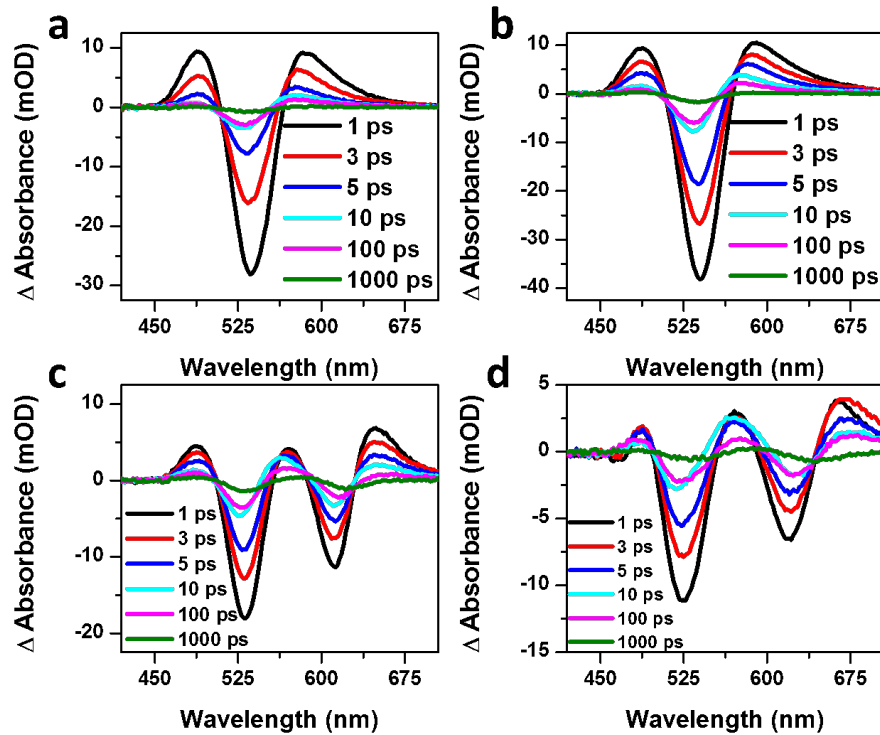 a
10
0
-10
-20
-30
Δ Absorbance (mOD)
1 ps
3 ps
5 ps
10 ps
100 ps
1000 ps
450 525 600 675
Wavelength (nm)
b
10
0
-10
-20
-30
-40
Δ Absorbance (mOD)
1 ps
3 ps
5 ps
10 ps
100 ps
1000 ps
450 525 600 675
Wavelength (nm)
c
10
0
-10
-20
Δ Absorbance (mOD)
1 ps
3 ps
5 ps
10 ps
100 ps
1000 ps
450 525 600 675
Wavelength (nm)
d
5
0
-5
-10
-15
Δ Absorbance (mOD)
1 ps
3 ps
5 ps
10 ps
100 ps
1000 ps
450 525 600 675
Wavelength (nm)